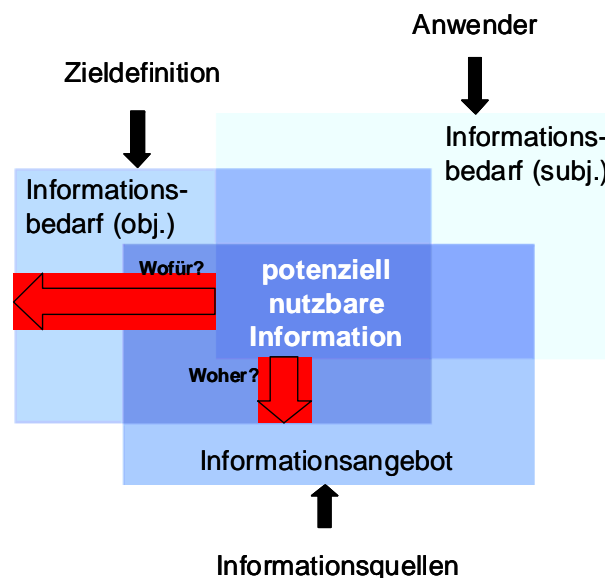 Anwender
Zieldefinition
Informations-
bedarf (subj.)
Informations-
bedarf (obj.)
Wofür?
potenziell
nutzbare
Information
Woher?
Informationsangebot
Informationsquellen